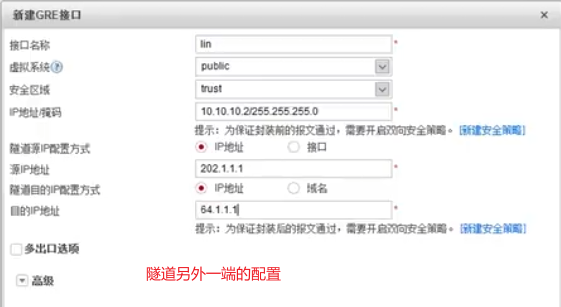 新建GRE接口
接口名称 lin *
虚拟系统 public
安全区域 trust
IP地址/掩码 10.10.10.2/255.255.255.0
提示：为保证封装前的报文通过，需要开启双向安全策略。 [新建安全策略]
隧道源IP配置方式 IP地址 接口
源IP地址 202.1.1.1 *
隧道目的IP配置方式 IP地址 域名
目的IP地址 64.1.1.1 *
提示：为保证封装后的报文通过，需要开启双向安全策略。 [新建安全策略]
多出口选项
高级
隧道另外一端的配置